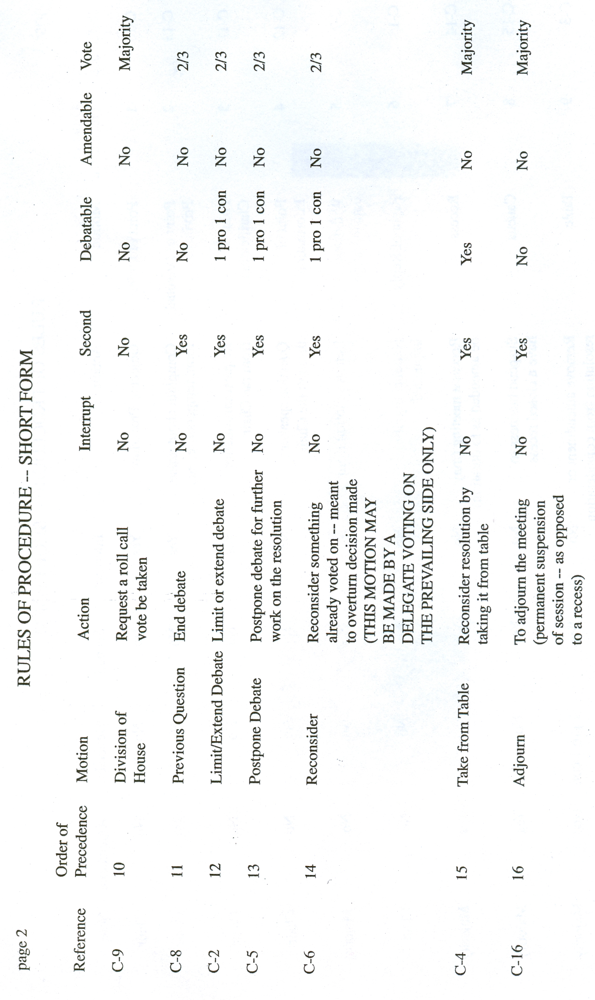 page 2
RULES OF PROCEDURE -- SHORT FORM
Order of
Reference Precedence Motion Action Interrupt Second Debatable Amendable Vote
C-9 10 Division of Request a roll call No No No No Majority
House vote be taken
C-8 11 Previous Question End debate No Yes No No 2/3
C-2 12 Limit/Extend Debate Limit or extend debate No Yes 1 pro 1 con No 2/3
C-5 13 Postpone Debate Postpone debate for further No Yes 1 pro 1 con No 2/3
work on the resolution
C-6 14 Reconsider Reconsider something No Yes 1 pro 1 con No 2/3
already voted on -- meant
to overturn decision made
(THIS MOTION MAY
BE MADE BY A
DELEGATE VOTING ON
THE PREVAILING SIDE ONLY)
C-4 15 Take from Table Reconsider resolution by No Yes Yes No Majority
taking it from table
C-16 16 Adjourn To adjourn the meeting No Yes No No Majority
(permanent suspension
of session -- as opposed
to a recess)